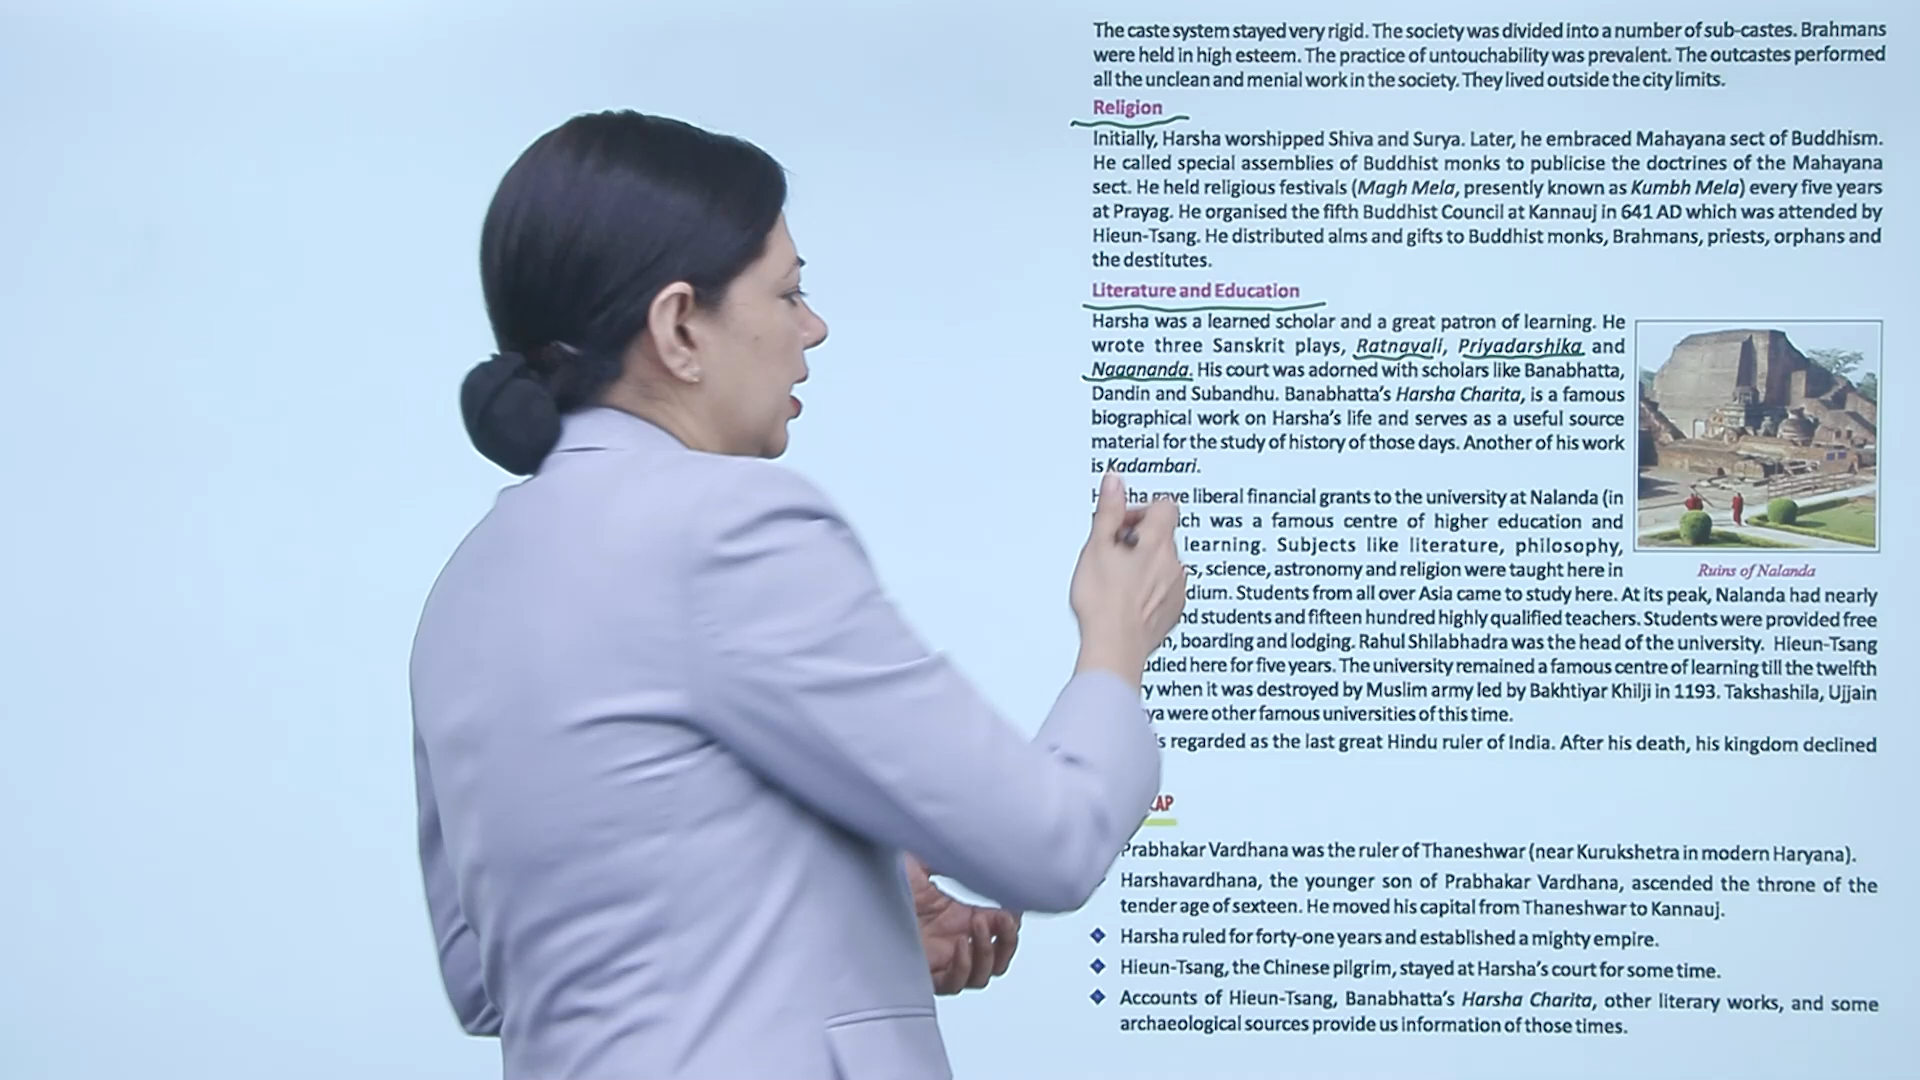 The caste system stayed very rigid. The society was divided into a number of sub-castes. Brahmans
were held in high esteem. The practice of untouchability was prevalent. The outcastes performed
all the unclean and menial work in the society. They lived outside the city limits.
Religion
Initially, Harsha worshipped Shiva and Surya. Later, he embraced Mahayana sect of Buddhism.
He called special assemblies of Buddhist monks to publicise the doctrines of the Mahayana
sect. He held religious festivals (Magh Mela, presently known as Kumbh Mela) every five years
at Prayag. He organised the fifth Buddhist Council at Kannauj in 641 AD which was attended by
Hieun-Tsang. He distributed alms and gifts to Buddhist monks, Brahmans, priests, orphans and
the destitutes.
Literature and Education
Harsha was a learned scholar and a great patron of learning. He
wrote three Sanskrit plays, Ratnavali, Priyadarshika and
Nagananda. His court was adorned with scholars like Banabhatta,
Dandin and Subandhu. Banabhatta's Harsha Charita, is a famous
biographical work on Harsha's life and serves as a useful source
material for the study of history of those days. Another of his work
is Kadambari.
gave liberal financial grants to the university at Nalanda (in
was a famous centre of higher education and
learning. Subjects like literature, philosophy,
science, astronomy and religion were taught here in
Ruins of Nalanda
Students from all over Asia came to study here. At its peak, Nalanda had nearly
students and fifteen hundred highly qualified teachers. Students were provided free
boarding and lodging. Rahul Shilabhadra was the head of the university. Hieun-Tsang
here for five years. The university remained a famous centre of learning till the twelfth
when it was destroyed by Muslim army led by Bakhtiyar Khilji in 1193. Takshashila, Ujjain
were other famous universities of this time.
regarded as the last great Hindu ruler of India. After his death, his kingdom declined
Prabhakar Vardhana was the ruler of Thaneshwar (near Kurukshetra in modern Haryana).
Harshavardhana, the younger son of Prabhakar Vardhana, ascended the throne of the
tender age of sexteen. He moved his capital from Thaneshwar to Kannauj.
Harsha ruled for forty-one years and established a mighty empire.
Hieun-Tsang, the Chinese pilgrim, stayed at Harsha's court for some time.
Accounts of Hieun-Tsang, Banabhatta's Harsha Charita, other literary works, and some
archaeological sources provide us information of those times.